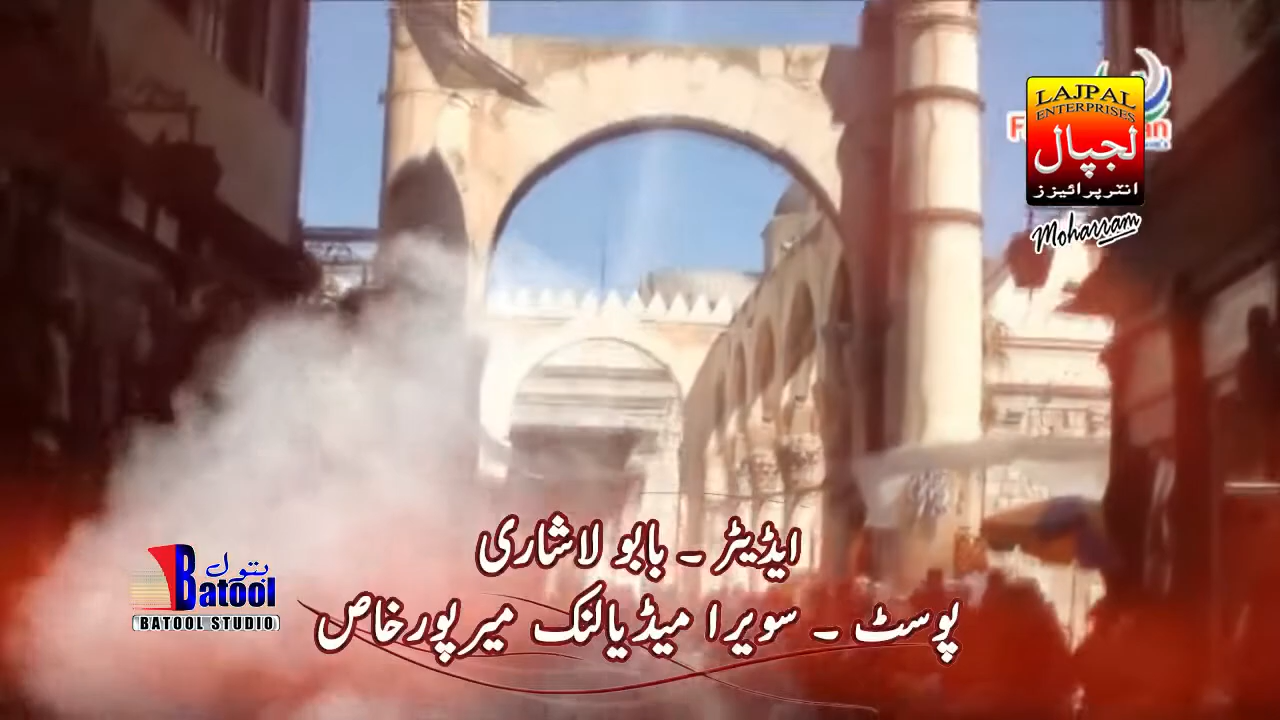 LAJPAL
ENTERPRISES
لجپال
انٹرپرائیزز
Moharram
ایڈیٹر ۔ بابو لاشاری
پوسٹ ۔ سویرا میڈیالنک میرپورخاص
بتول
Batool
BATOOL STUDIO